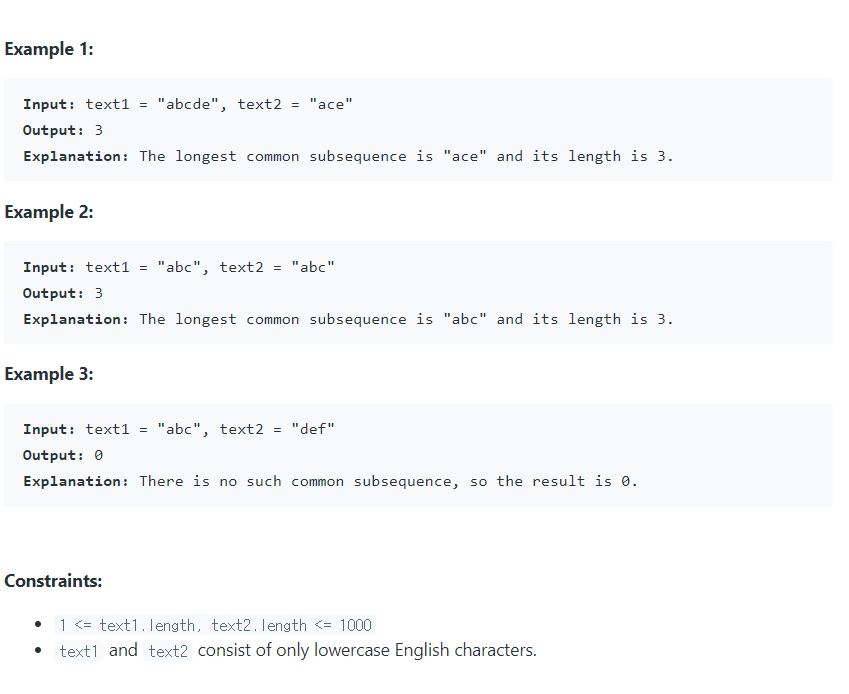 Example 1:
Input: text1 = "abcde", text2 = "ace"
Output: 3
Explanation: The longest common subsequence is "ace" and its length is 3.
Example 2:
Input: text1 = "abc", text2 = "abc"
Output: 3
Explanation: The longest common subsequence is "abc" and its length is 3.
Example 3:
Input: text1 = "abc", text2 = "def"
Output: 0
Explanation: There is no such common subsequence, so the result is 0.
Constraints:
• 1 <= text1.length, text2.length <= 1000
• text1 and text2 consist of only lowercase English characters.